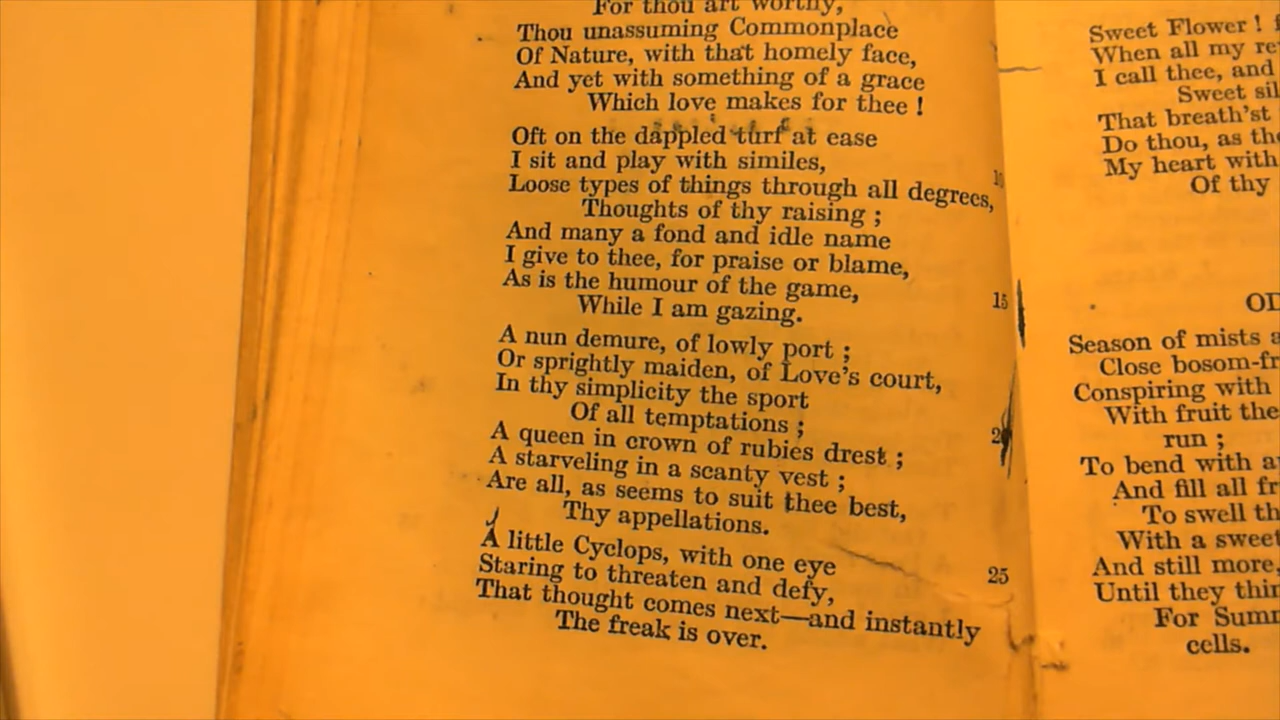 For thou art worthy,
Thou unassuming Commonplace
Of Nature, with that homely face,
And yet with something of a grace
Which love makes for thee !
Oft on the dappled turf at ease
I sit and play with similes,
10
Loose types of things through all degrees,
Thoughts of thy raising ;
And many a fond and idle name
I give to thee, for praise or blame,
As is the humour of the game,
15
While I am gazing.
A nun demure, of lowly port ;
Or sprightly maiden, of Love's court,
In thy simplicity the sport
Of all temptations ;
A queen in crown of rubies drest ;
A starveling in a scanty vest ;
Are all, as seems to suit thee best,
Thy appellations.
A little Cyclops, with one eye
25
Staring to threaten and defy,
That thought comes next—and instantly
The freak is over.
Sweet Flower !
When all my
I call thee, and
Sweet
That breath'st
Do thou, as
My heart with
Of thy
Season of mists
Close
Conspiring with
With fruit the
run ;
To bend with
And fill all
To swell
With a sweet
And still more,
Until they
For
cells.